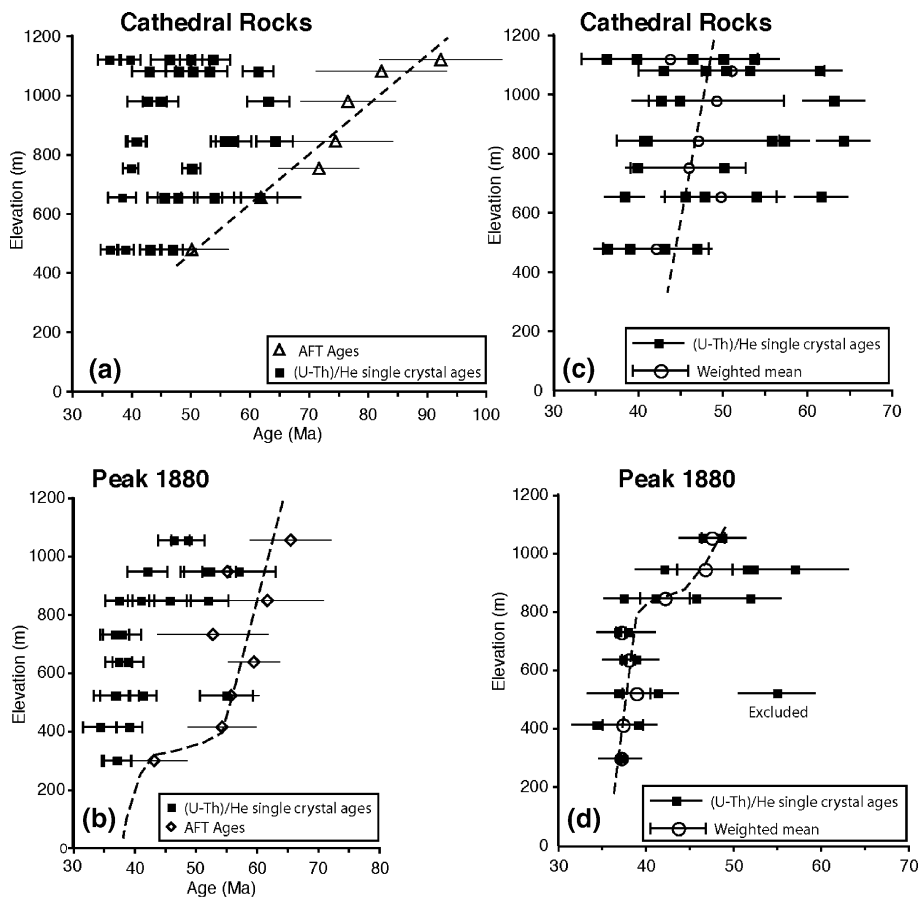 Cathedral Rocks
1200
1000
800
600
400
200
0
Elevation (m)
(a)
AFT Ages
(U-Th)/He single crystal ages
30 40 50 60 70 80 90 100
Age (Ma)
Cathedral Rocks
1200
1000
800
600
400
200
0
Elevation (m)
(c)
(U-Th)/He single crystal ages
Weighted mean
30 40 50 60 70
Peak 1880
1200
1000
800
600
400
200
0
Elevation (m)
(b)
(U-Th)/He single crystal ages
AFT Ages
30 40 50 60 70 80
Age (Ma)
Peak 1880
1200
1000
800
600
400
200
0
Elevation (m)
Excluded
(d)
(U-Th)/He single crystal ages
Weighted mean
30 40 50 60 70